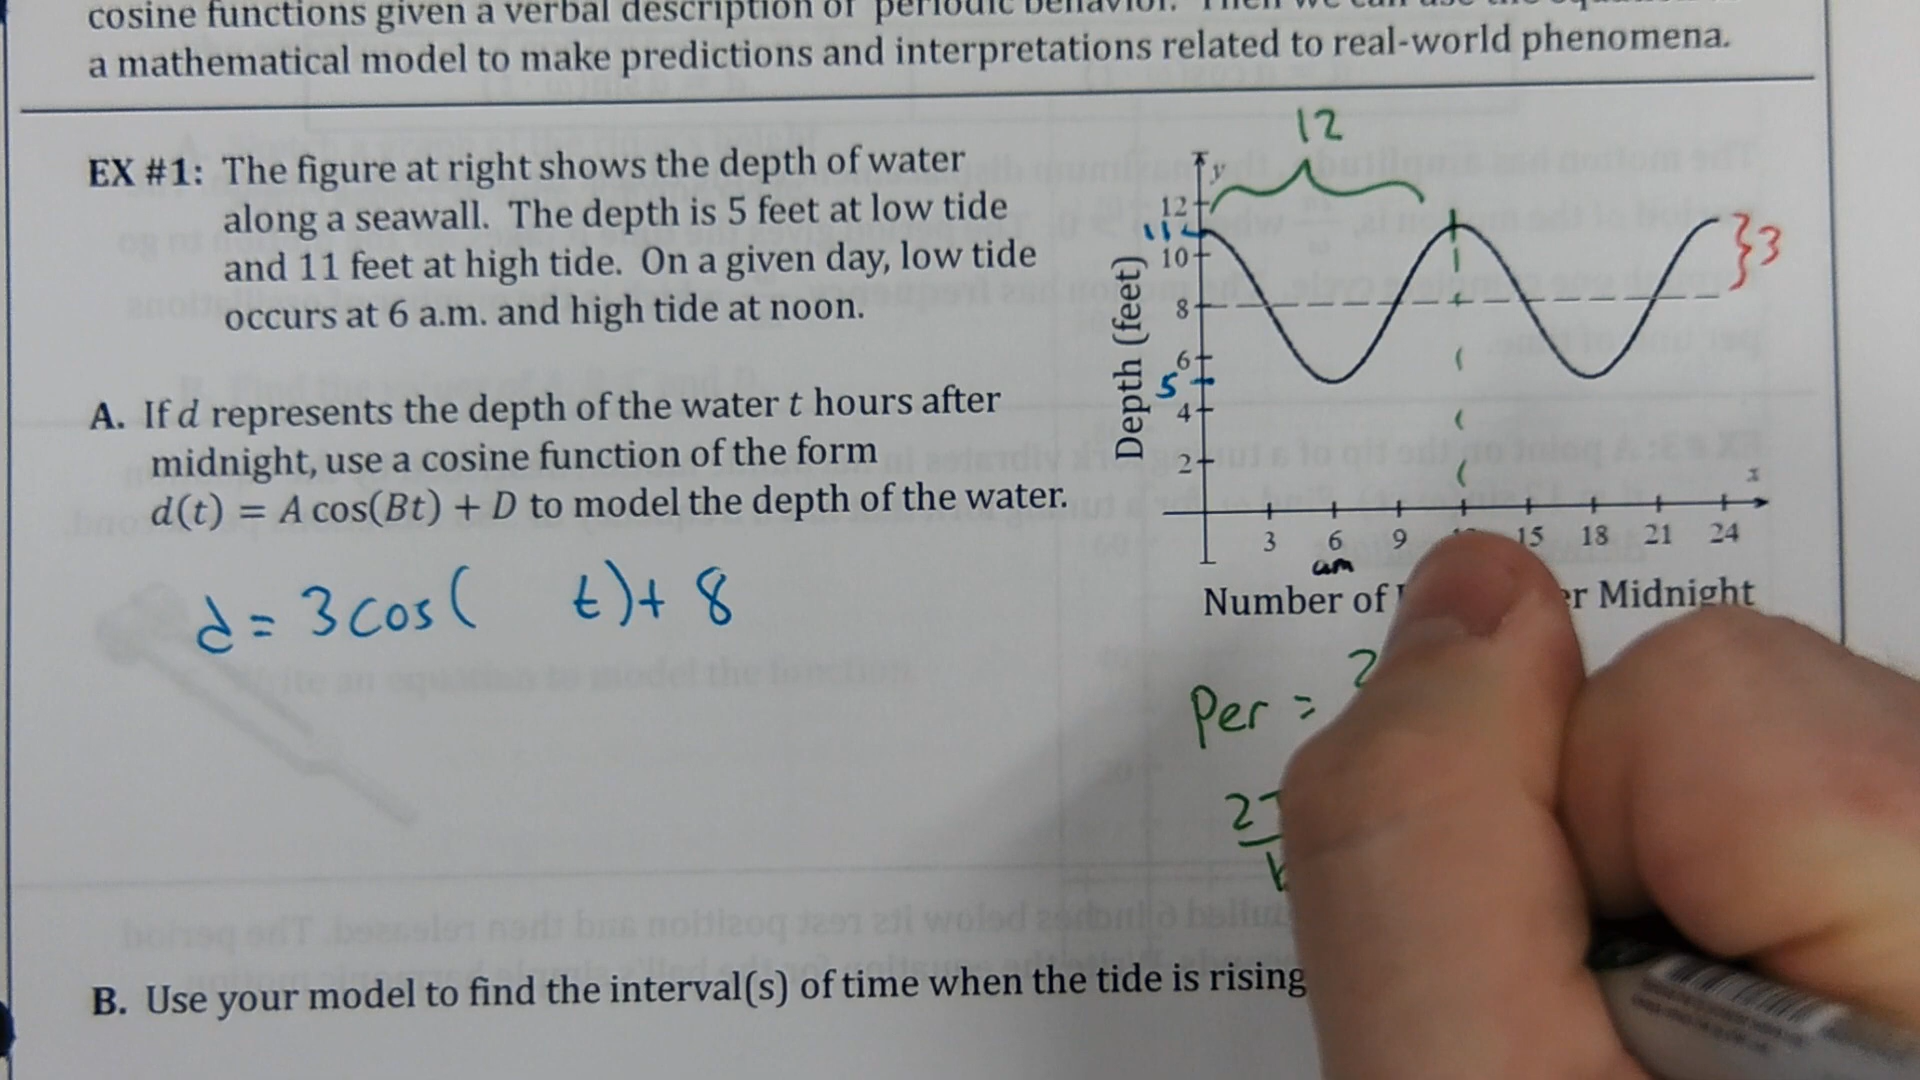 cosine functions given a verbal description of periodic behavior. Then we can use the
a mathematical model to make predictions and interpretations related to real-world phenomena.
EX #1: The figure at right shows the depth of water
along a seawall. The depth is 5 feet at low tide
and 11 feet at high tide. On a given day, low tide
occurs at 6 a.m. and high tide at noon.
A. If d represents the depth of the water t hours after
midnight, use a cosine function of the form
d(t) = A cos(Bt) + D to model the depth of the water.
d = 3 cos( t) + 8
12
y
12
11
10
8
6
5
4
2
}3
Depth (feet)
x
3 6 9 15 18 21 24
am
Number of Midnight
Per = 2
2
B. Use your model to find the interval(s) of time when the tide is rising